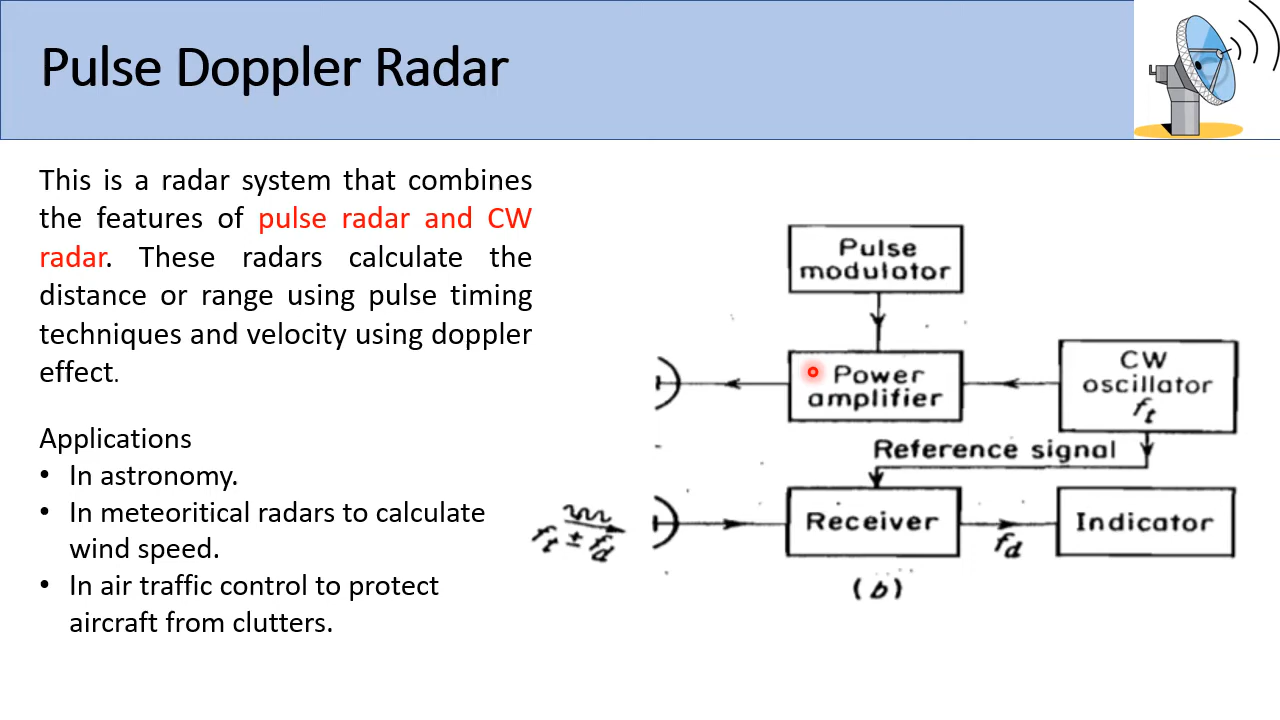 Pulse Doppler Radar
This is a radar system that combines
the features of pulse radar and CW
radar. These radars calculate the
distance or range using pulse timing
techniques and velocity using doppler
effect.
Applications
• In astronomy.
• In meteoritical radars to calculate
wind speed.
• In air traffic control to protect
aircraft from clutters.
Pulse
modulator
Power
amplifier
CW
oscillator
fₜ
Reference signal
fₜ ± f_d
Receiver
f_d
Indicator
(b)